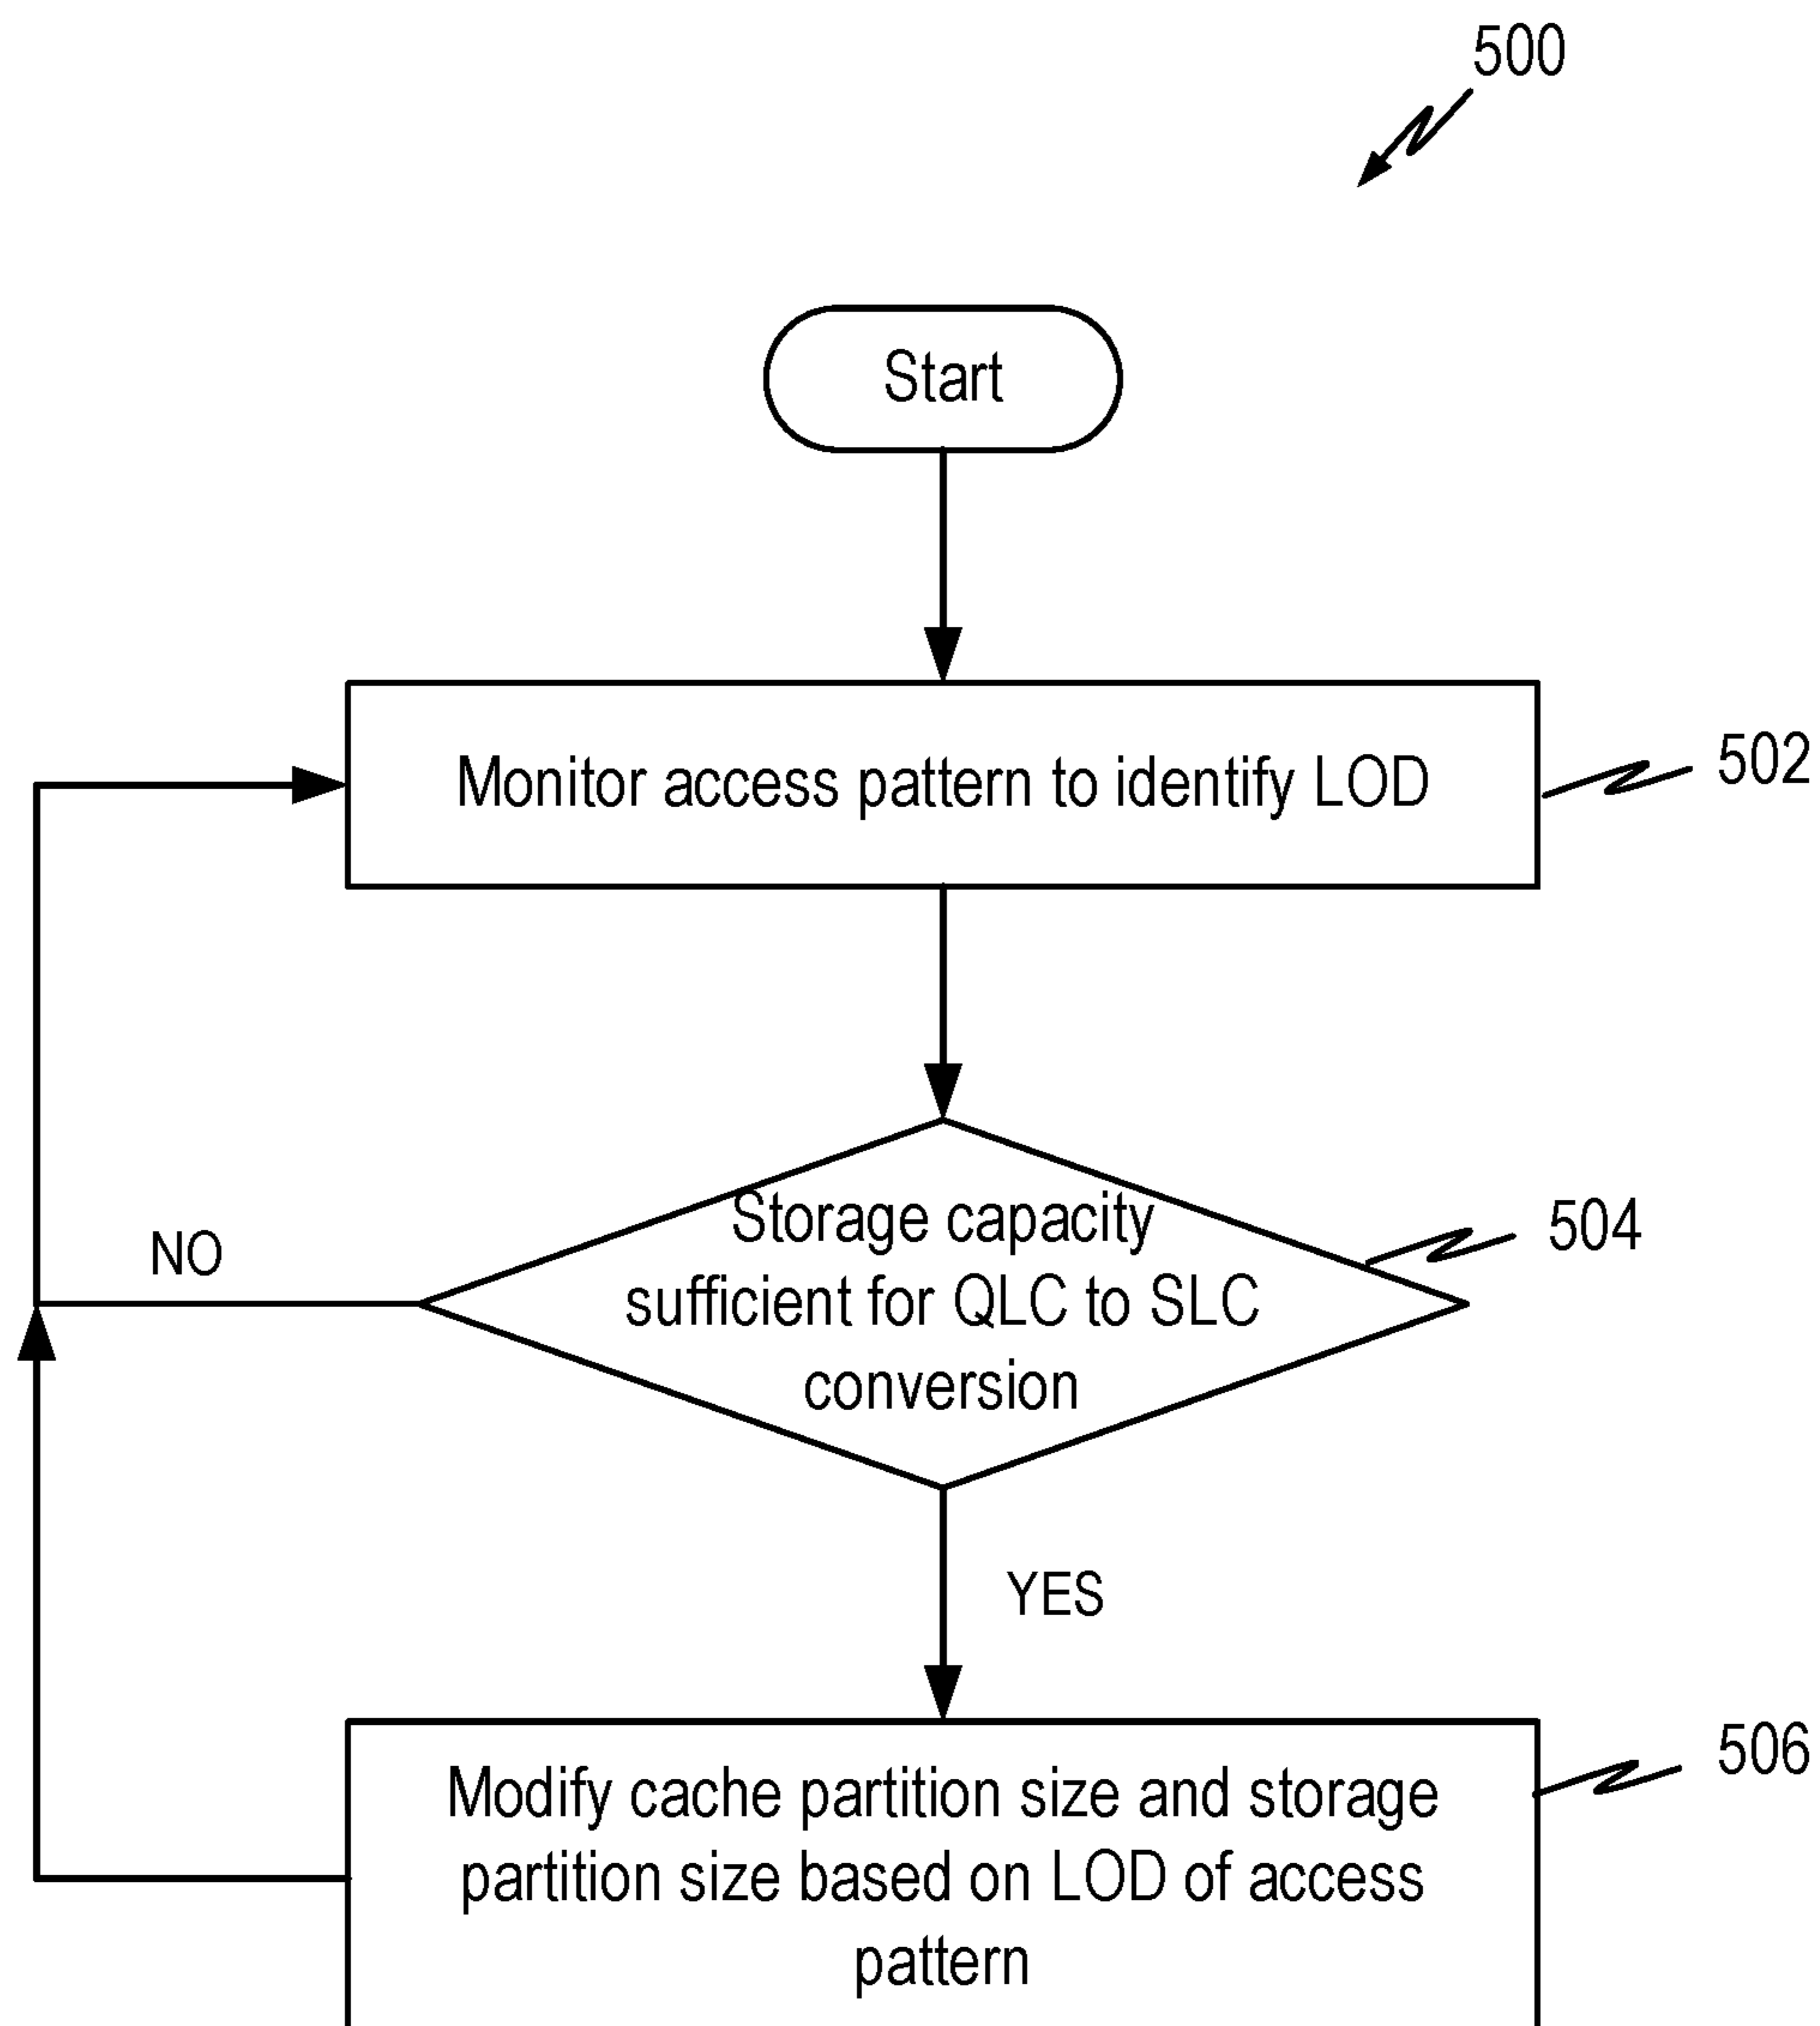 500
Start
Monitor access pattern to identify LOD
502
Storage capacity
sufficient for QLC to SLC
conversion
504
NO
YES
Modify cache partition size and storage
partition size based on LOD of access
pattern
506